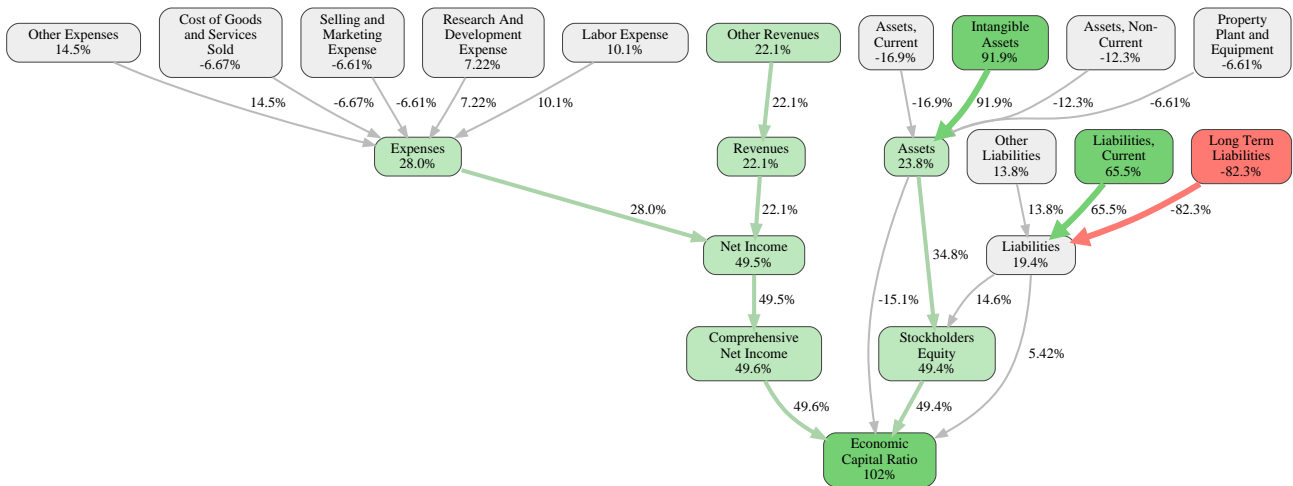 Other Expenses
14.5%
Cost of Goods
and Services
Sold
-6.67%
Selling and
Marketing
Expense
-6.61%
Research And
Development
Expense
7.22%
Labor Expense
10.1%
Other Revenues
22.1%
Assets,
Current
-16.9%
Intangible
Assets
91.9%
Assets, Non-
Current
-12.3%
Property
Plant and
Equipment
-6.61%
14.5%
-6.67%
-6.61%
7.22%
10.1%
22.1%
-16.9%
91.9%
-12.3%
-6.61%
Expenses
28.0%
Revenues
22.1%
Assets
23.8%
Other
Liabilities
13.8%
Liabilities,
Current
65.5%
Long Term
Liabilities
-82.3%
28.0%
22.1%
13.8%
65.5%
-82.3%
Net Income
49.5%
34.8%
Liabilities
19.4%
49.5%
-15.1%
14.6%
Comprehensive
Net Income
49.6%
Stockholders
Equity
49.4%
5.42%
49.6%
49.4%
Economic
Capital Ratio
102%